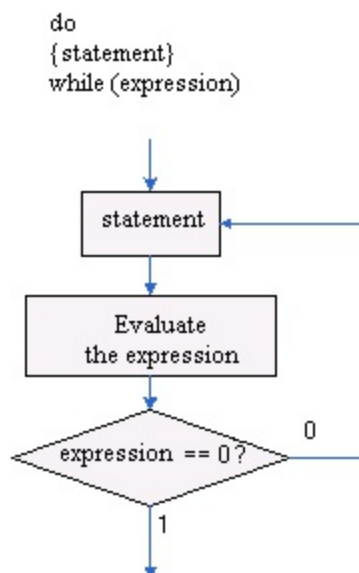 do
{statement}
while (expression)
statement
Evaluate
the expression
expression == 0?
0
1